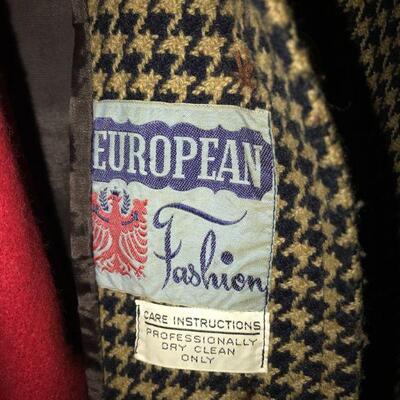 EUROPEAN
Fashion
CARE INSTRUCTIONS
PROFESSIONALLY
DRY CLEAN
ONLY